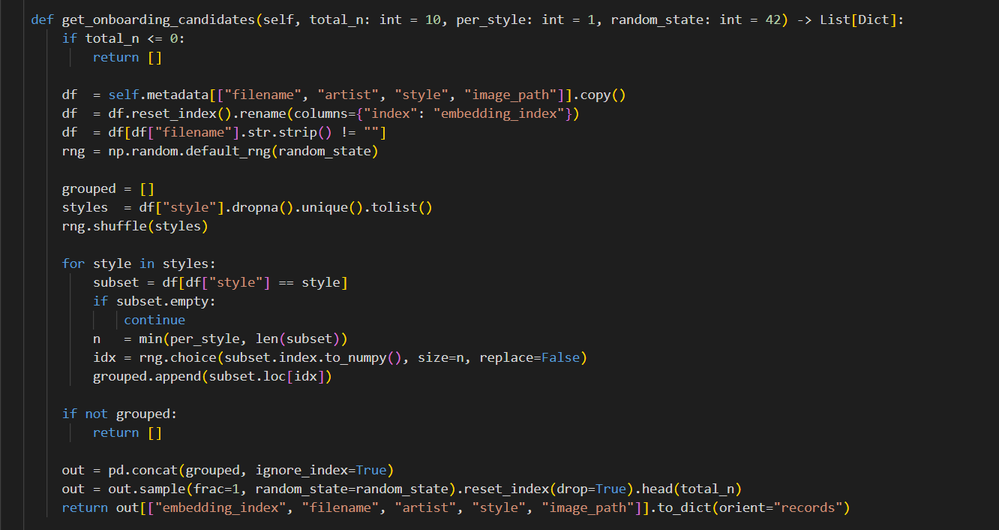 def get_onboarding_candidates(self, total_n: int = 10, per_style: int = 1, random_state: int = 42) -> List[Dict]:
    if total_n <= 0:
        return []

    df  = self.metadata[["filename", "artist", "style", "image_path"]].copy()
    df  = df.reset_index().rename(columns={"index": "embedding_index"})
    df  = df[df["filename"].str.strip() != ""]
    rng = np.random.default_rng(random_state)

    grouped = []
    styles  = df["style"].dropna().unique().tolist()
    rng.shuffle(styles)

    for style in styles:
        subset = df[df["style"] == style]
        if subset.empty:
            continue
        n   = min(per_style, len(subset))
        idx = rng.choice(subset.index.to_numpy(), size=n, replace=False)
        grouped.append(subset.loc[idx])

    if not grouped:
        return []

    out = pd.concat(grouped, ignore_index=True)
    out = out.sample(frac=1, random_state=random_state).reset_index(drop=True).head(total_n)
    return out[["embedding_index", "filename", "artist", "style", "image_path"]].to_dict(orient="records")